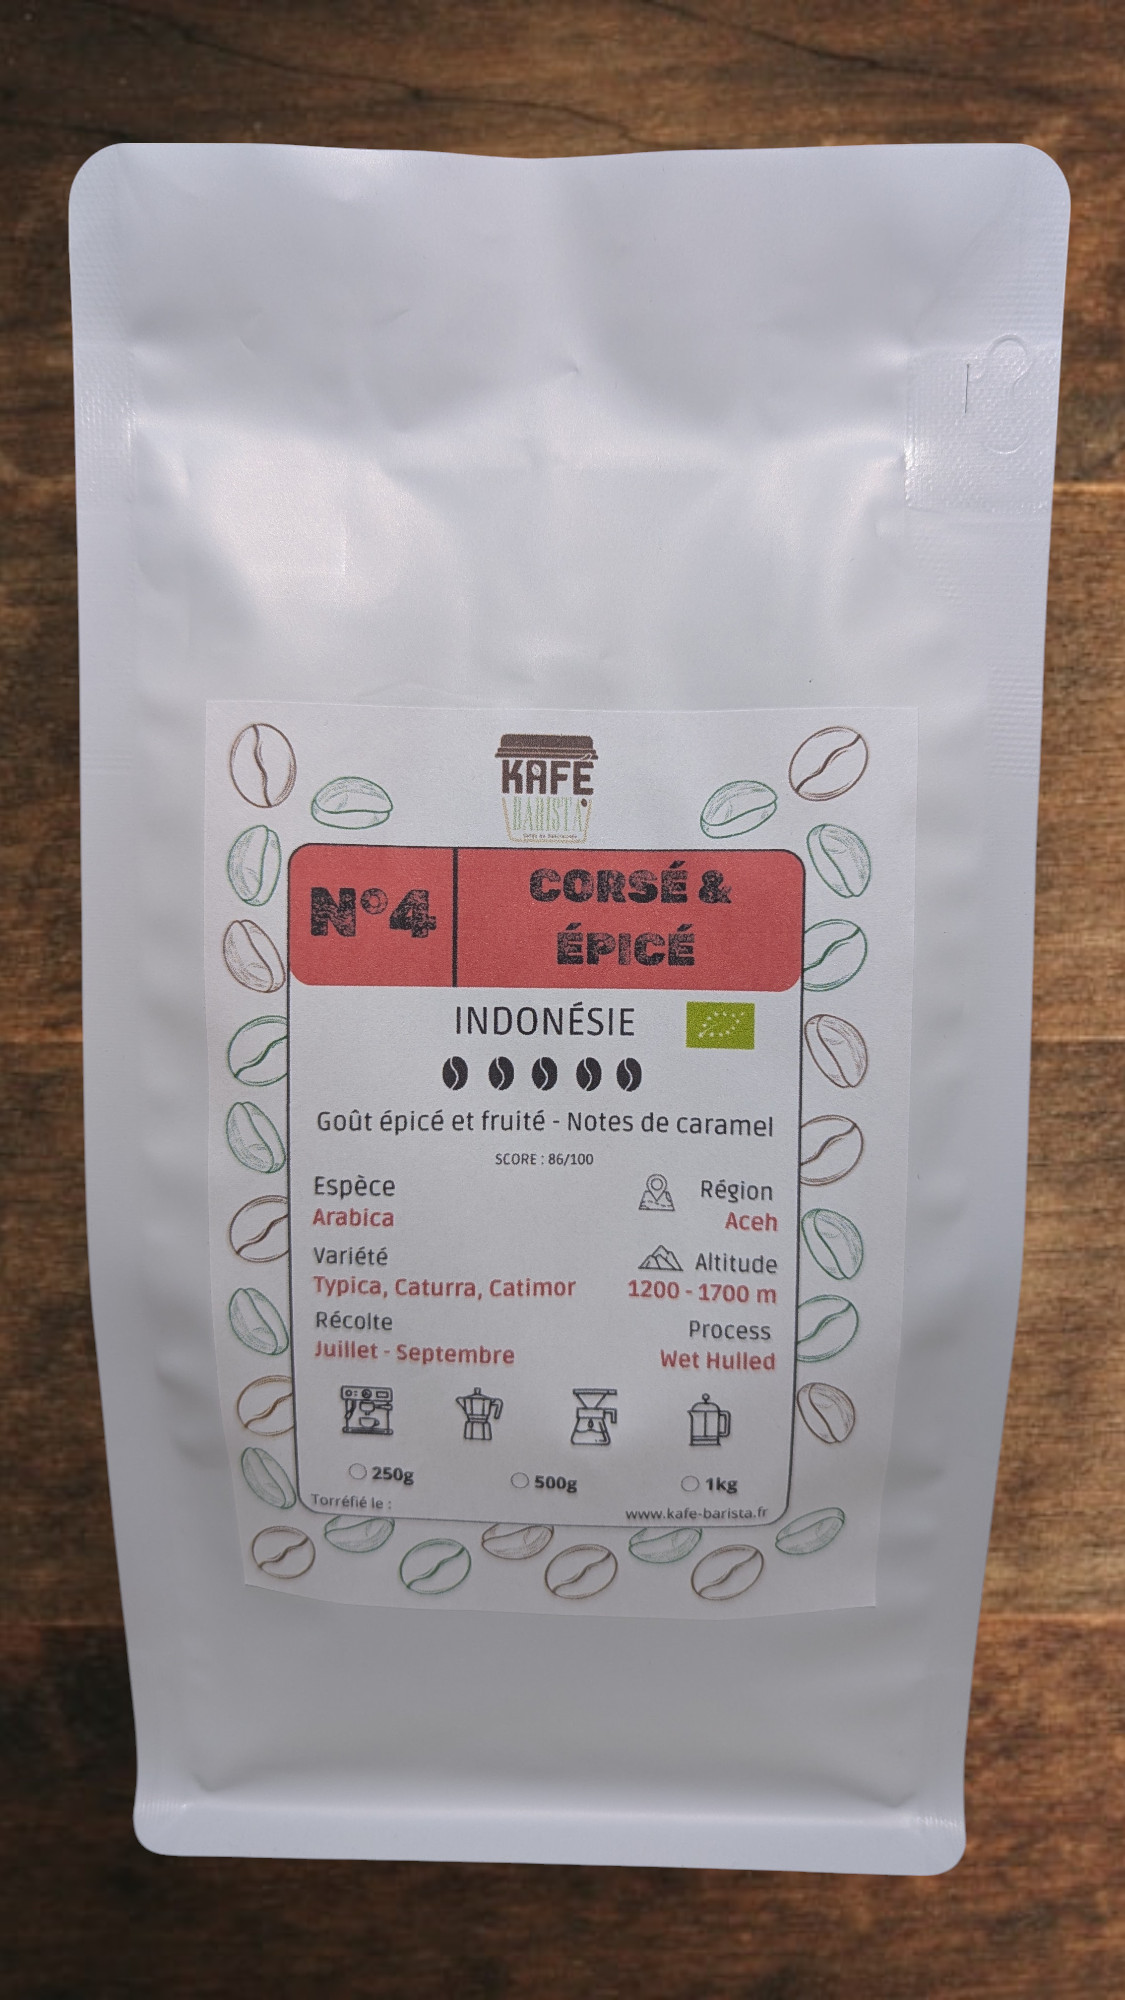 KAFÉ
BARISTA
N°4
CORSÉ &
ÉPICÉ
INDONÉSIE
Goût épicé et fruité - Notes de caramel
SCORE : 86/100
Espèce
Arabica
Région
Aceh
Variété
Typica, Caturra, Catimor
Altitude
1200 - 1700 m
Récolte
Juillet - Septembre
Process
Wet Hulled
250g
500g
1kg
Torréfié le :
www.kafe-barista.fr